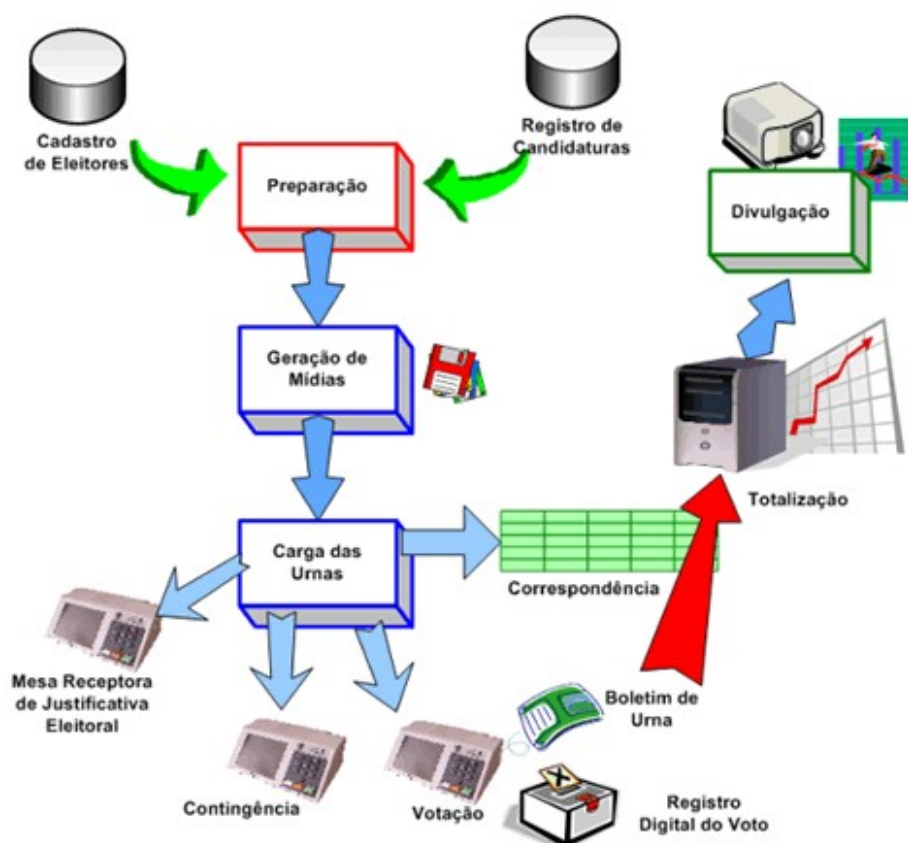 Cadastro
de Eleitores
Registro de
Candidaturas
Preparação
Divulgação
Geração de
Mídias
Totalização
Carga das
Urnas
Correspondência
Mesa Receptora
de Justificativa
Eleitoral
Boletim de
Urna
Contingência
Votação
Registro
Digital do Voto